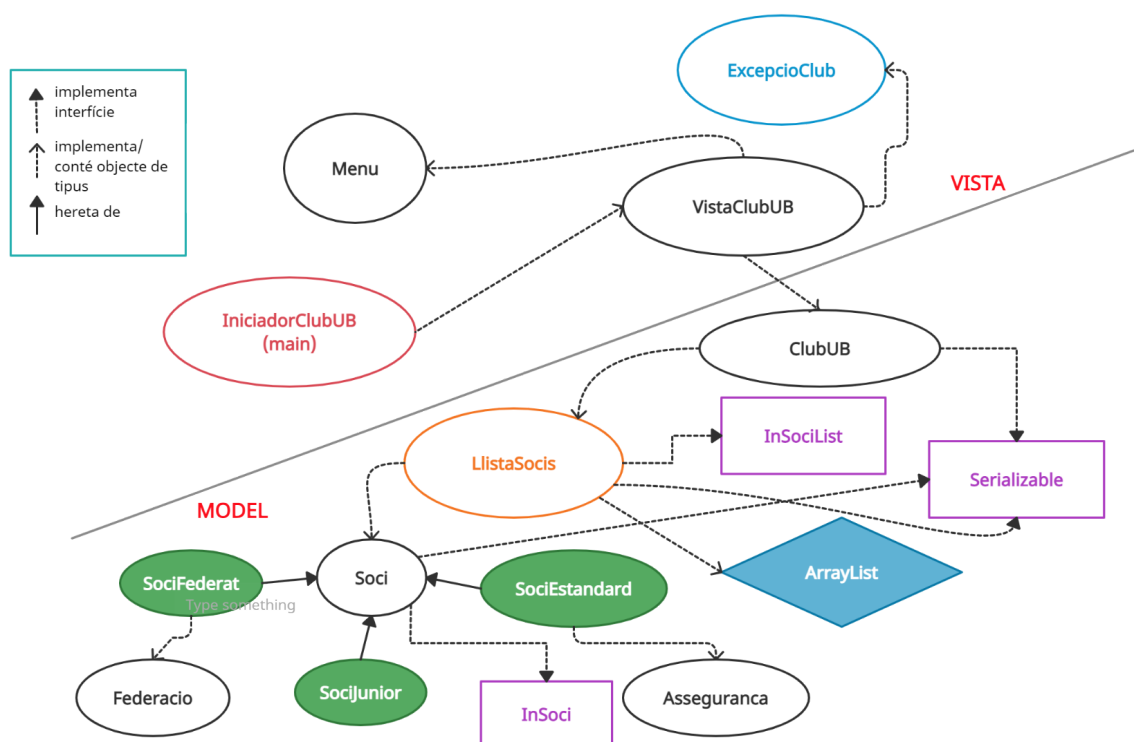 ExcepcioClub
implementa
interfície
implementa/
conté objecte de
tipus
hereta de
Menu
VISTA
VistaClubUB
IniciadorClubUB
(main)
ClubUB
InSociList
LlistaSocis
Serializable
MODEL
ArrayList
SociFederat
Soci
SociEstandard
Type something
Federacio
SociJunior
InSoci
Asseguranca